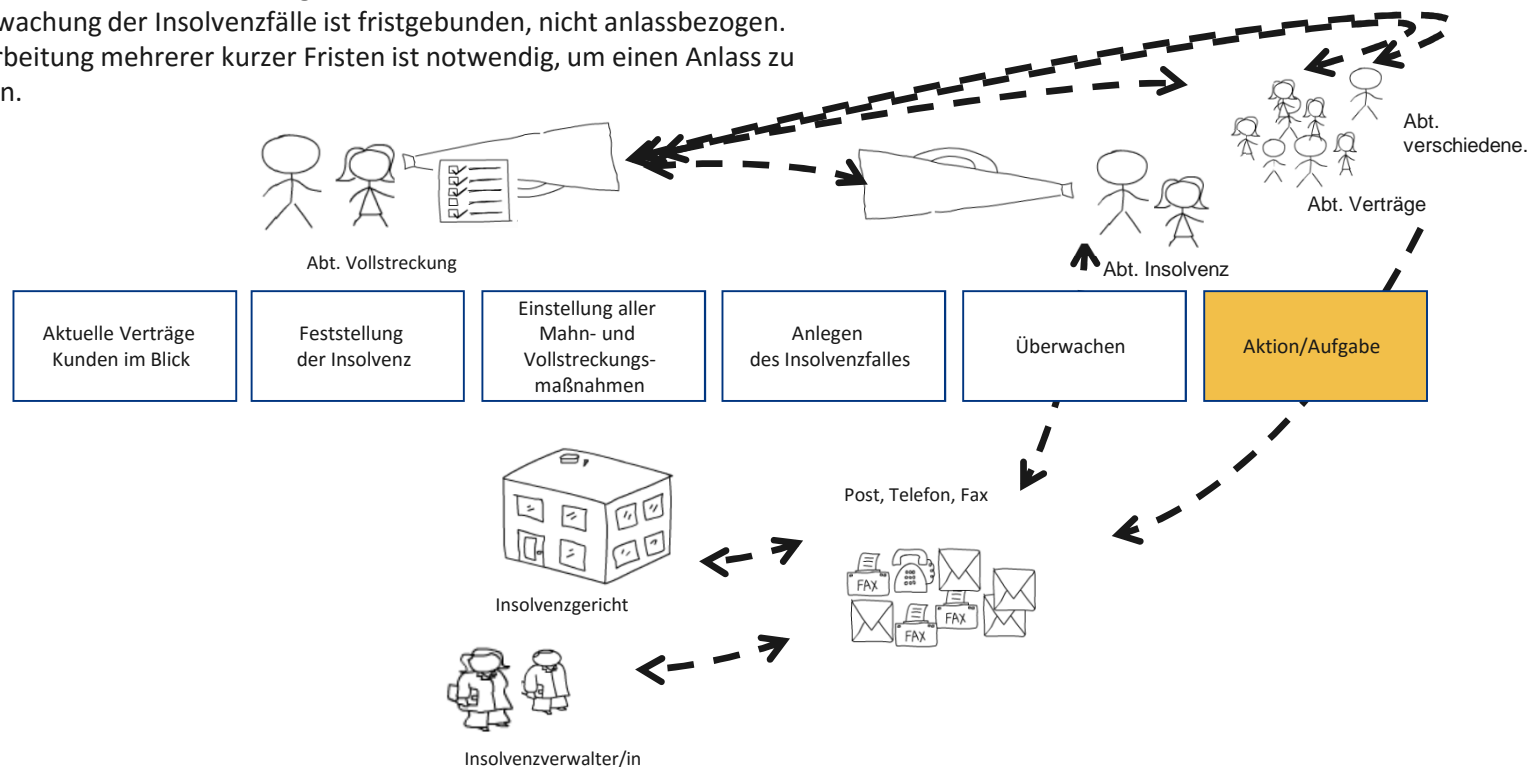 wachung der Insolvenzfälle ist fristgebunden, nicht anlassbezogen.
rbeitung mehrerer kurzer Fristen ist notwendig, um einen Anlass zu
n.
Abt.
verschiedene.
Abt. Verträge
Abt. Vollstreckung
Abt. Insolvenz
Aktuelle Verträge
Kunden im Blick
Feststellung
der Insolvenz
Einstellung aller
Mahn- und
Vollstreckungs-
maßnahmen
Anlegen
des Insolvenzfalles
Überwachen
Aktion/Aufgabe
Post, Telefon, Fax
FAX
FAX
FAX
Insolvenzgericht
Insolvenzverwalter/in